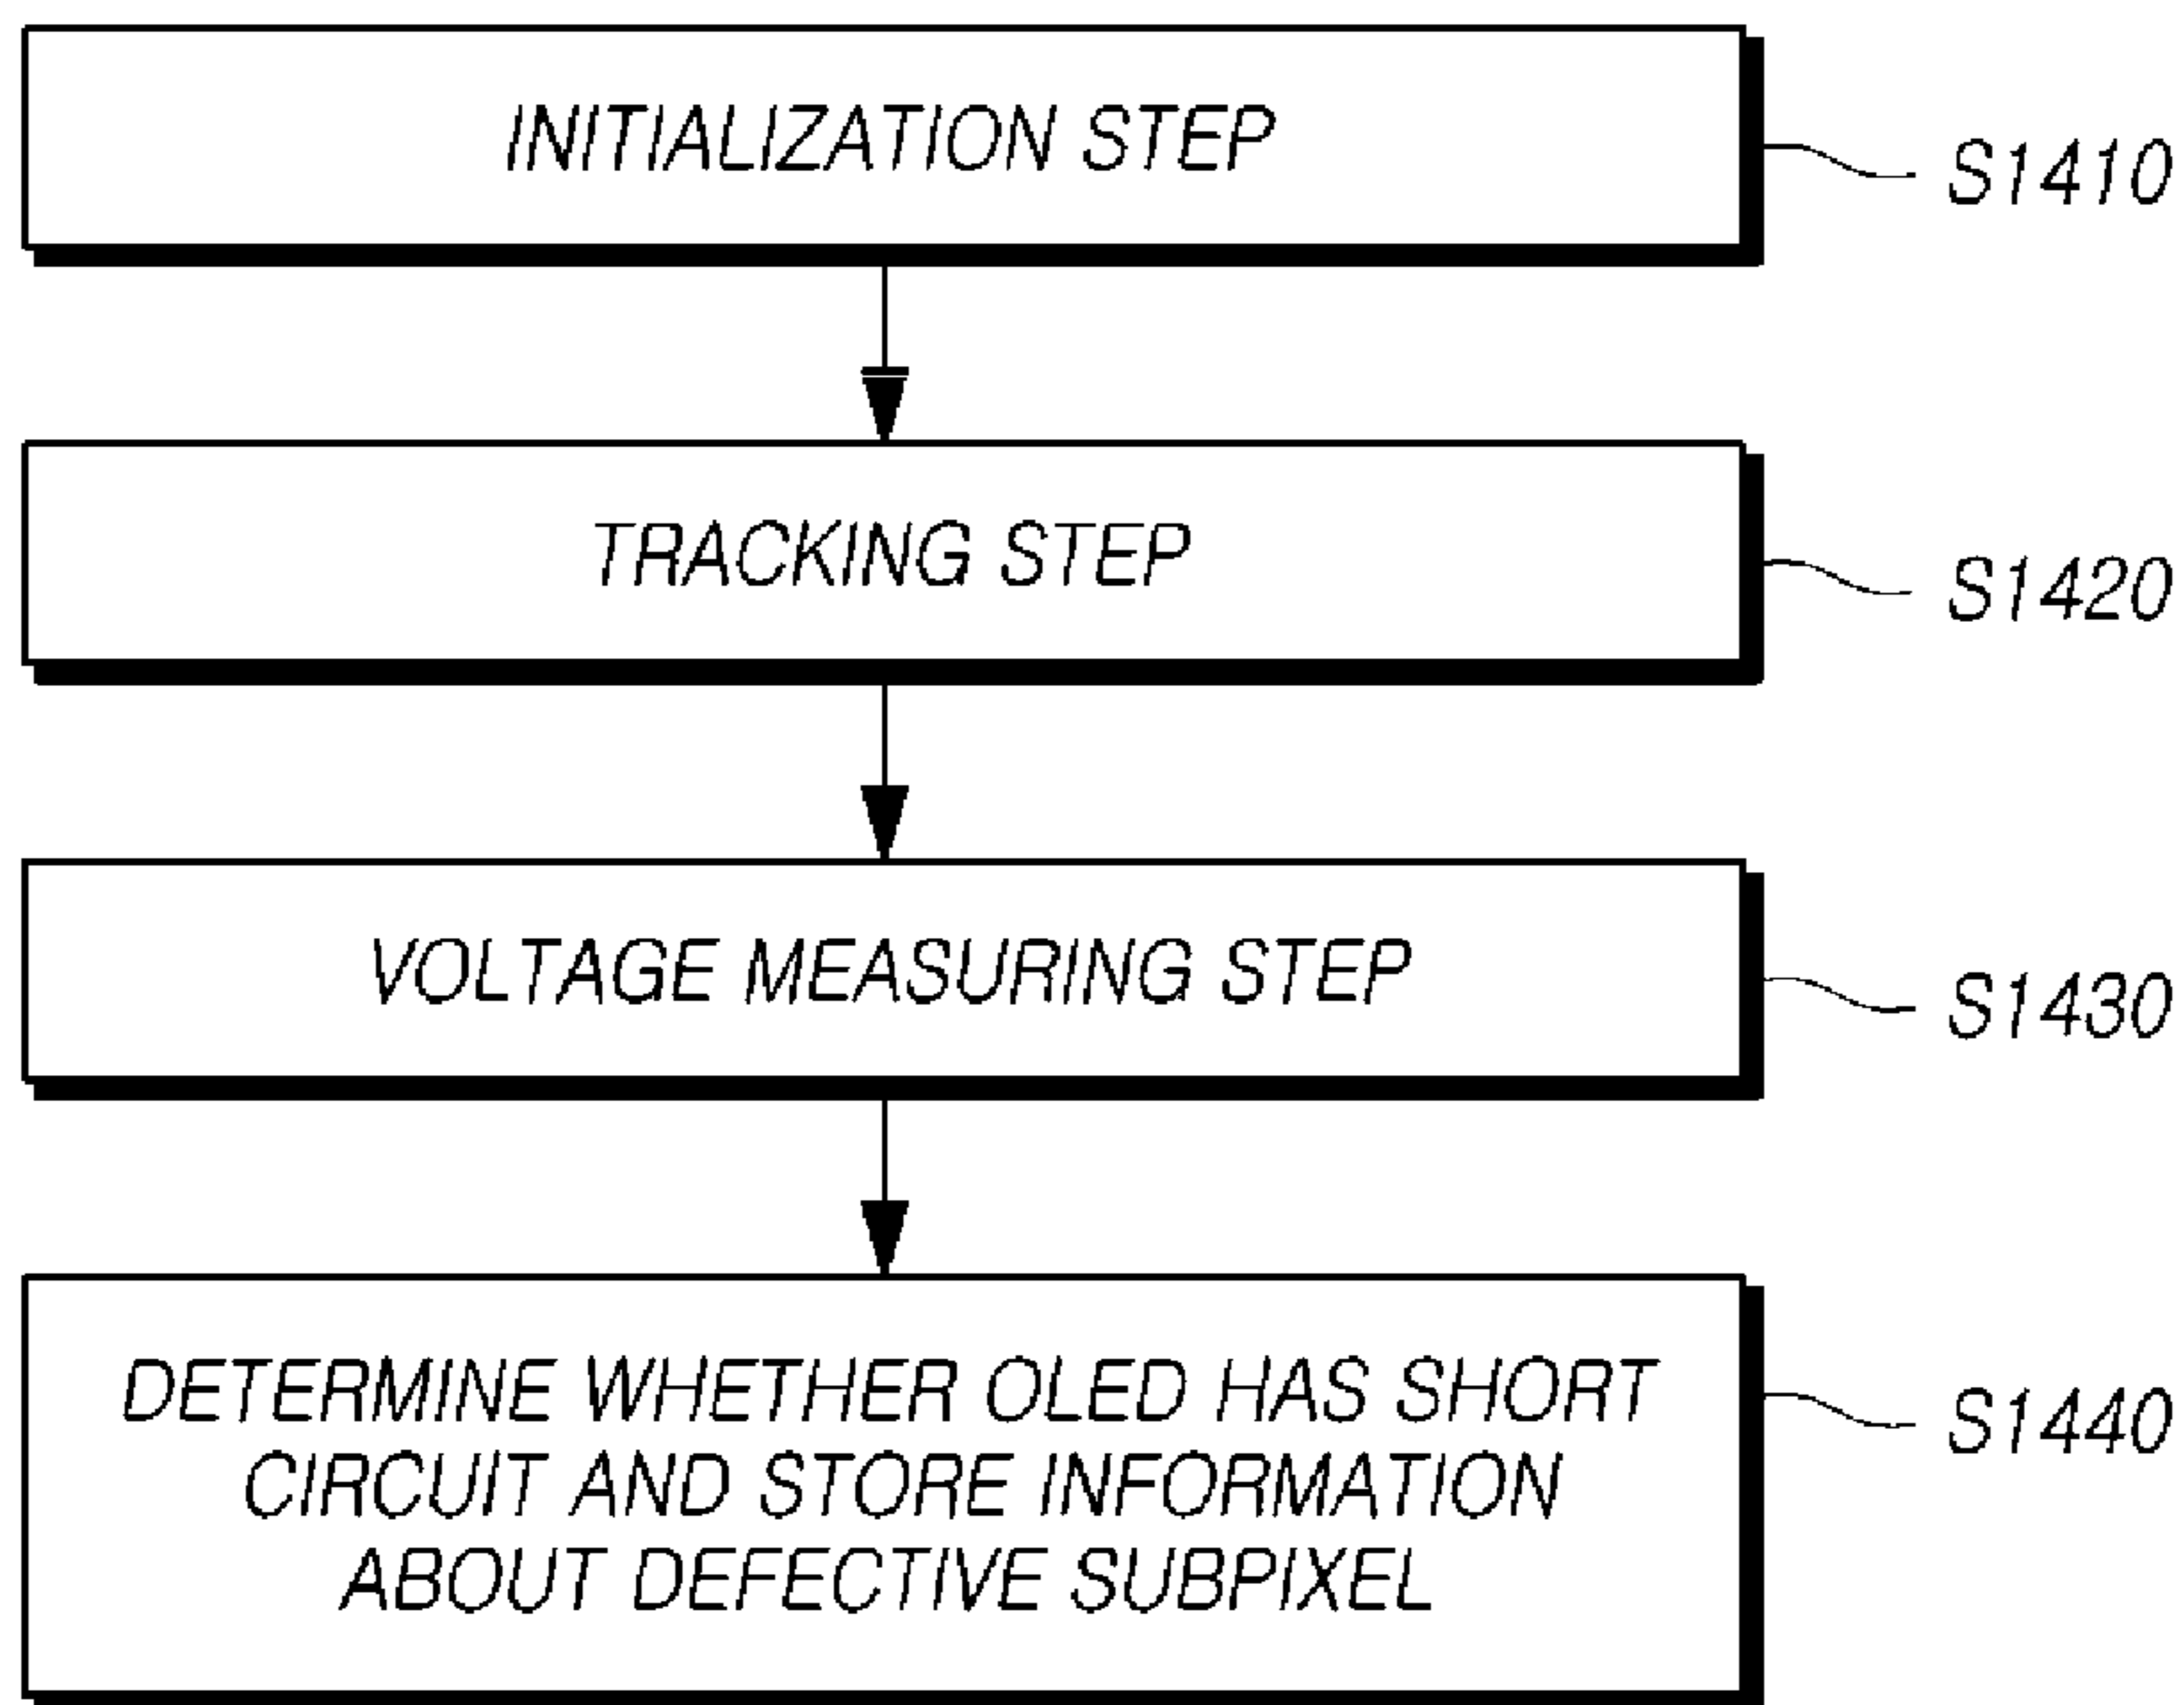 INITIALIZATION STEP
S1410
TRACKING STEP
S1420
VOLTAGE MEASURING STEP
S1430
DETERMINE WHETHER OLED HAS SHORT
CIRCUIT AND STORE INFORMATION
ABOUT DEFECTIVE SUBPIXEL
S1440